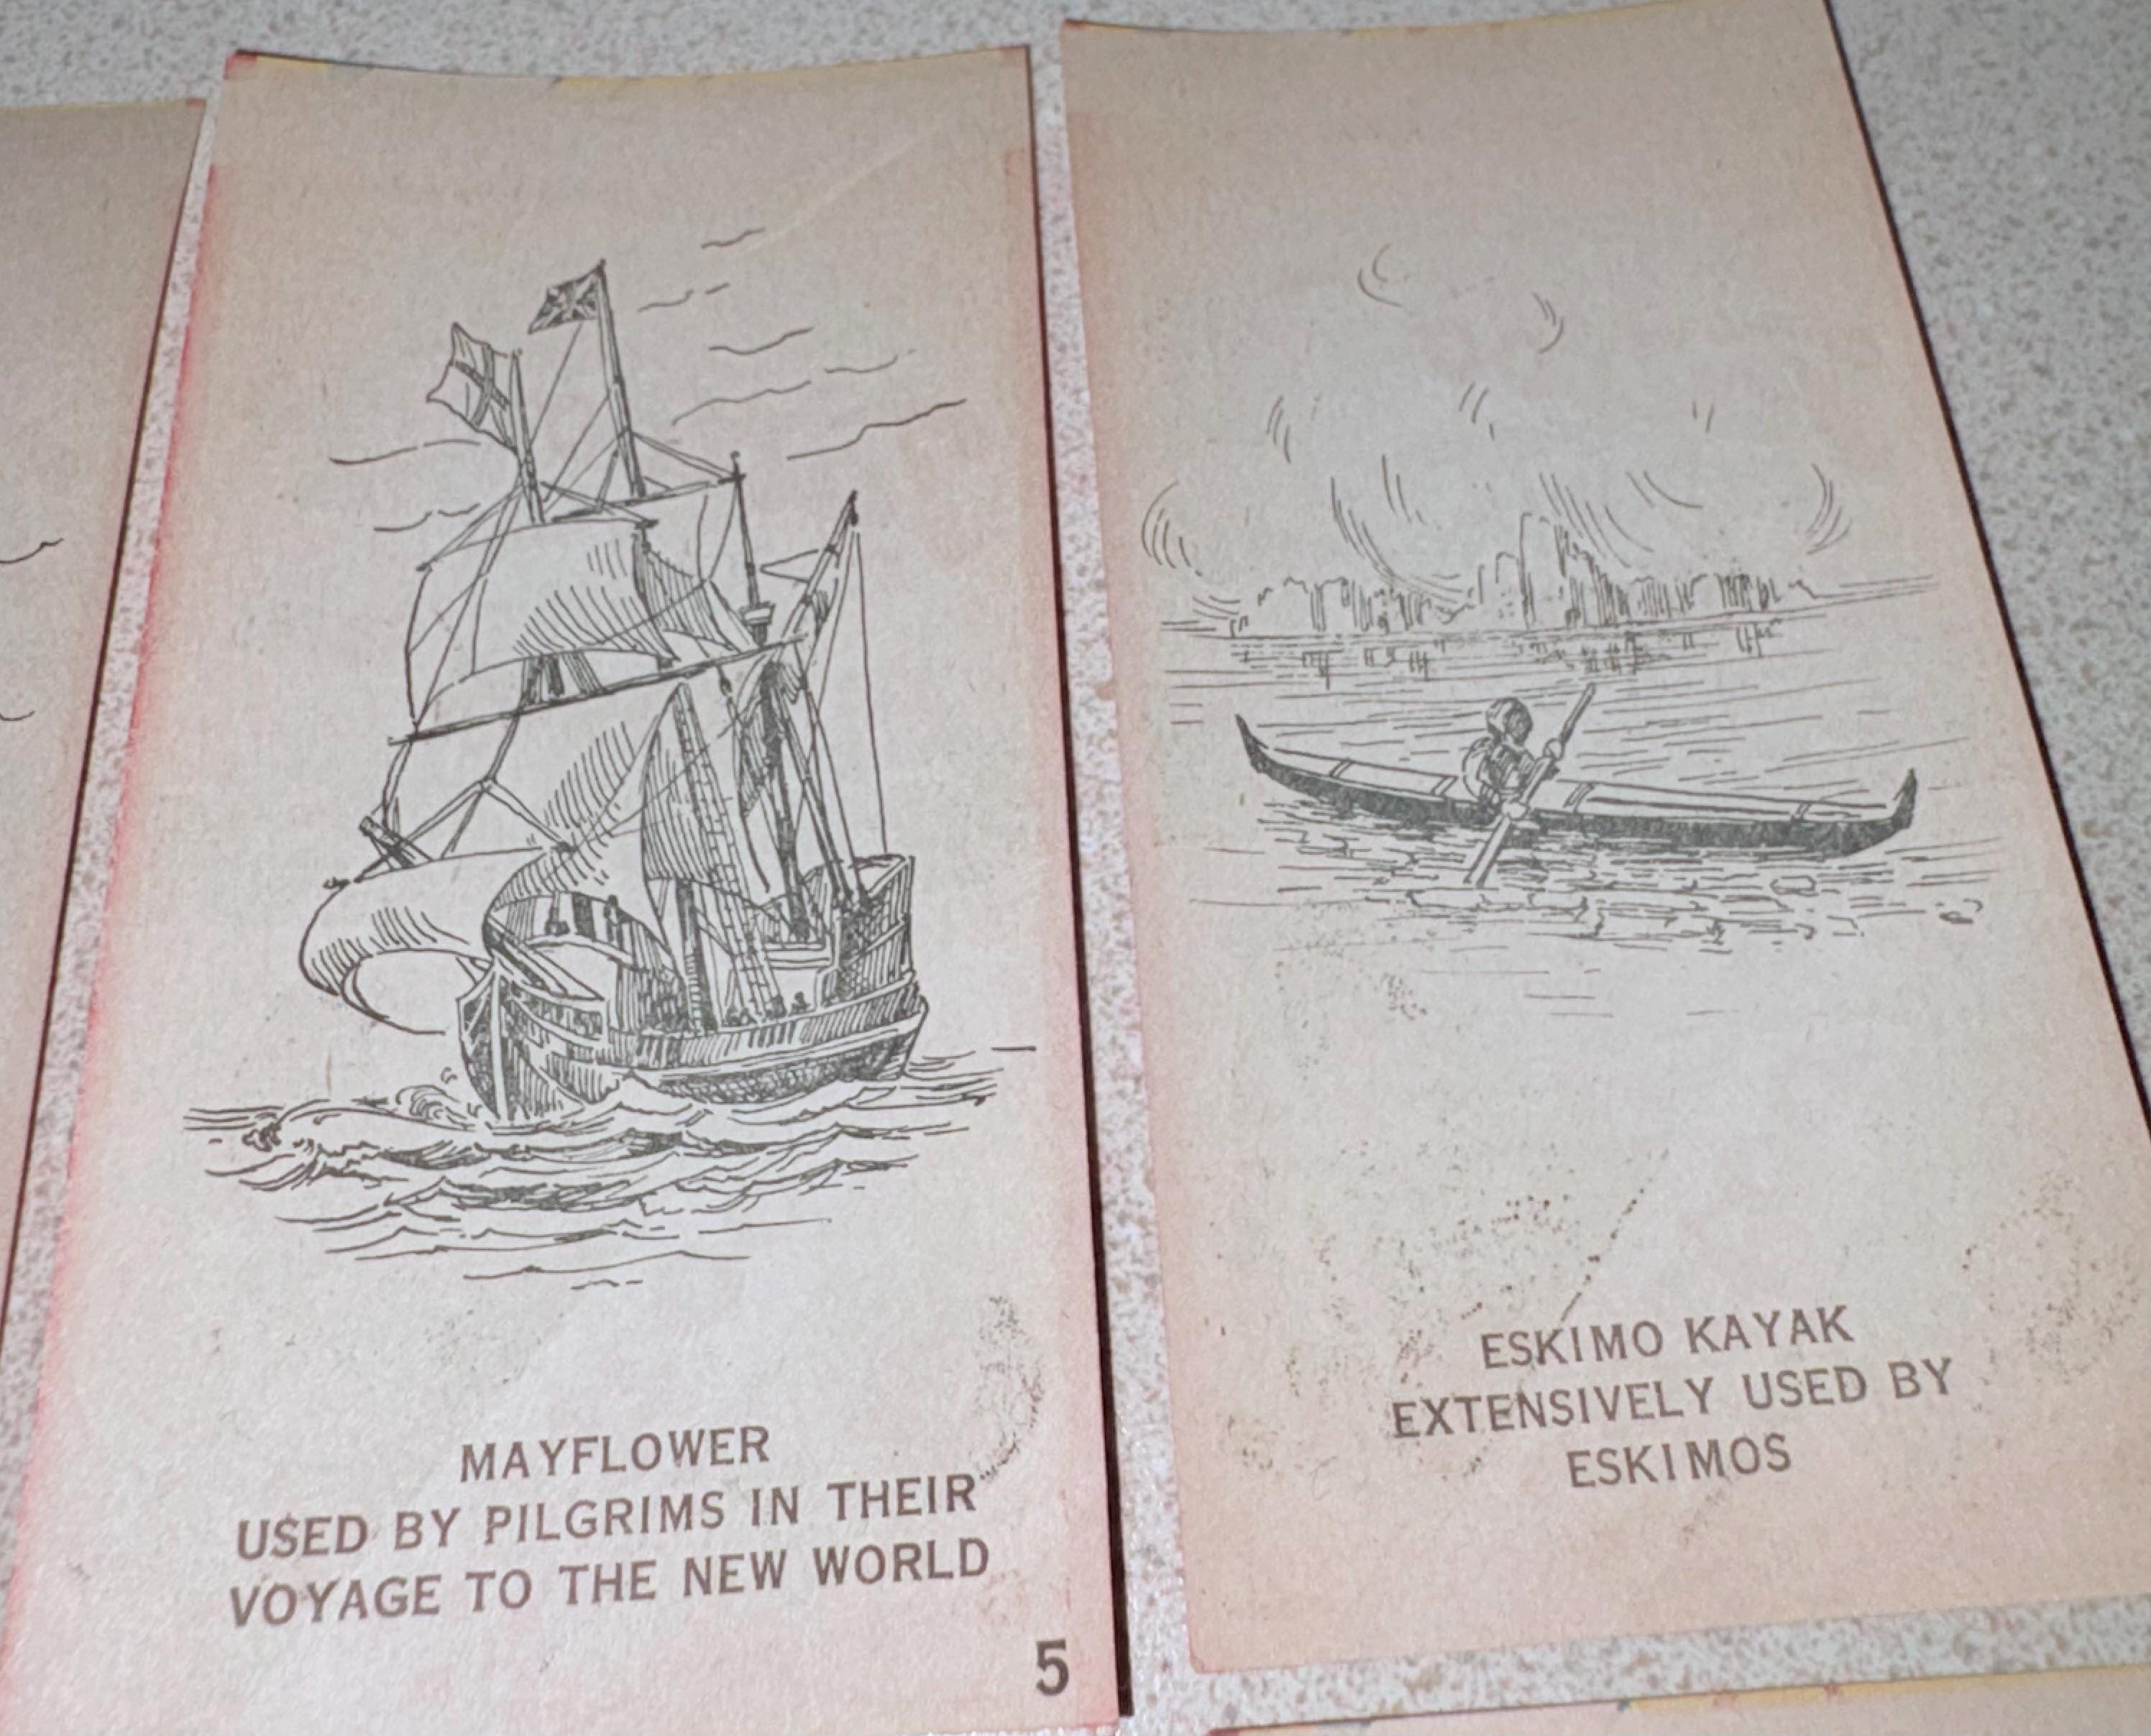 MAYFLOWER
USED BY PILGRIMS IN THEIR
VOYAGE TO THE NEW WORLD
5
ESKIMO KAYAK
EXTENSIVELY USED BY
ESKIMOS